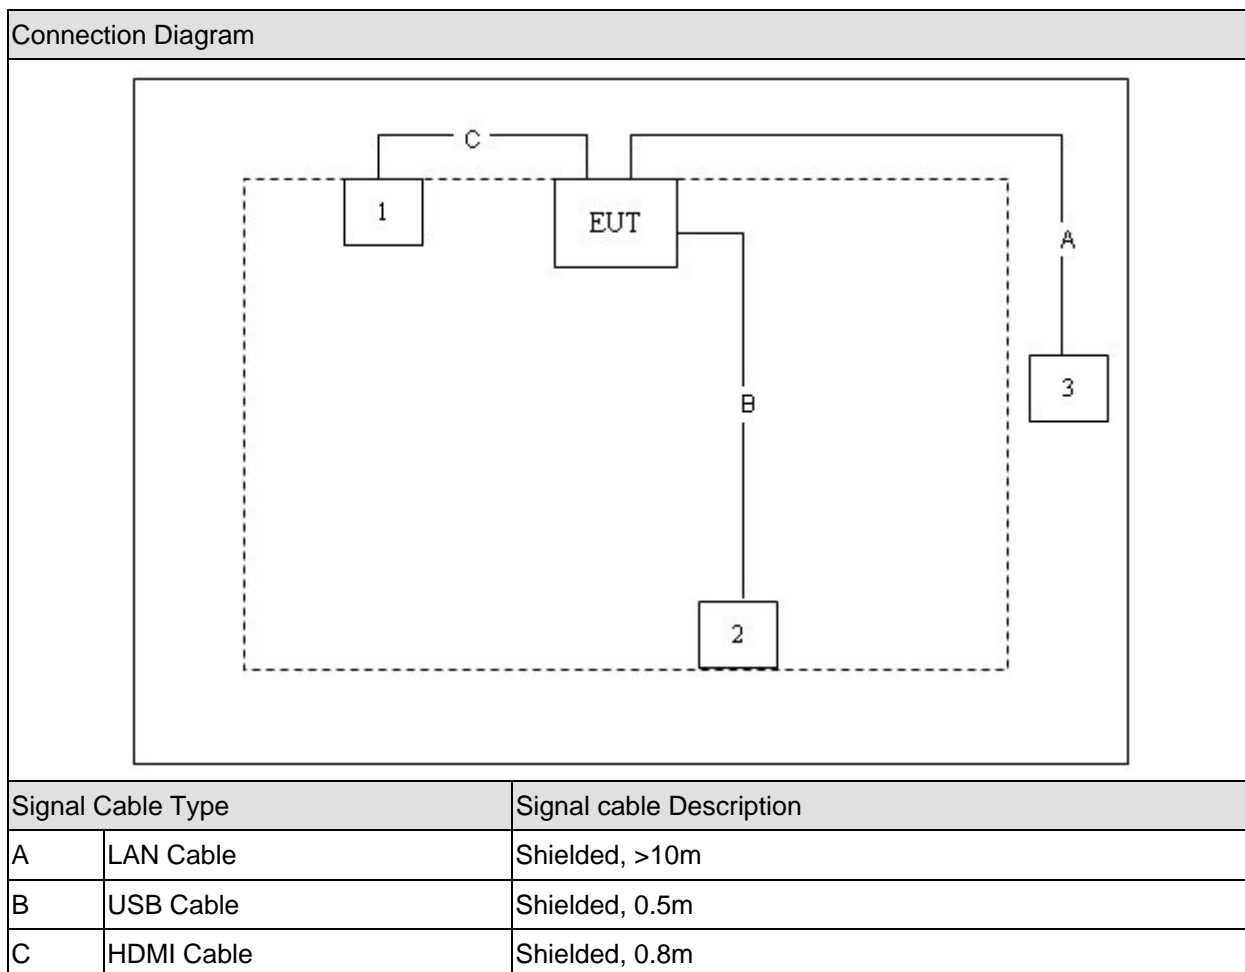 Connection Diagram
C
1
EUT
A
3
B
2
Signal Cable Type Signal cable Description
A LAN Cable Shielded, >10m
B USB Cable Shielded, 0.5m
C HDMI Cable Shielded, 0.8m